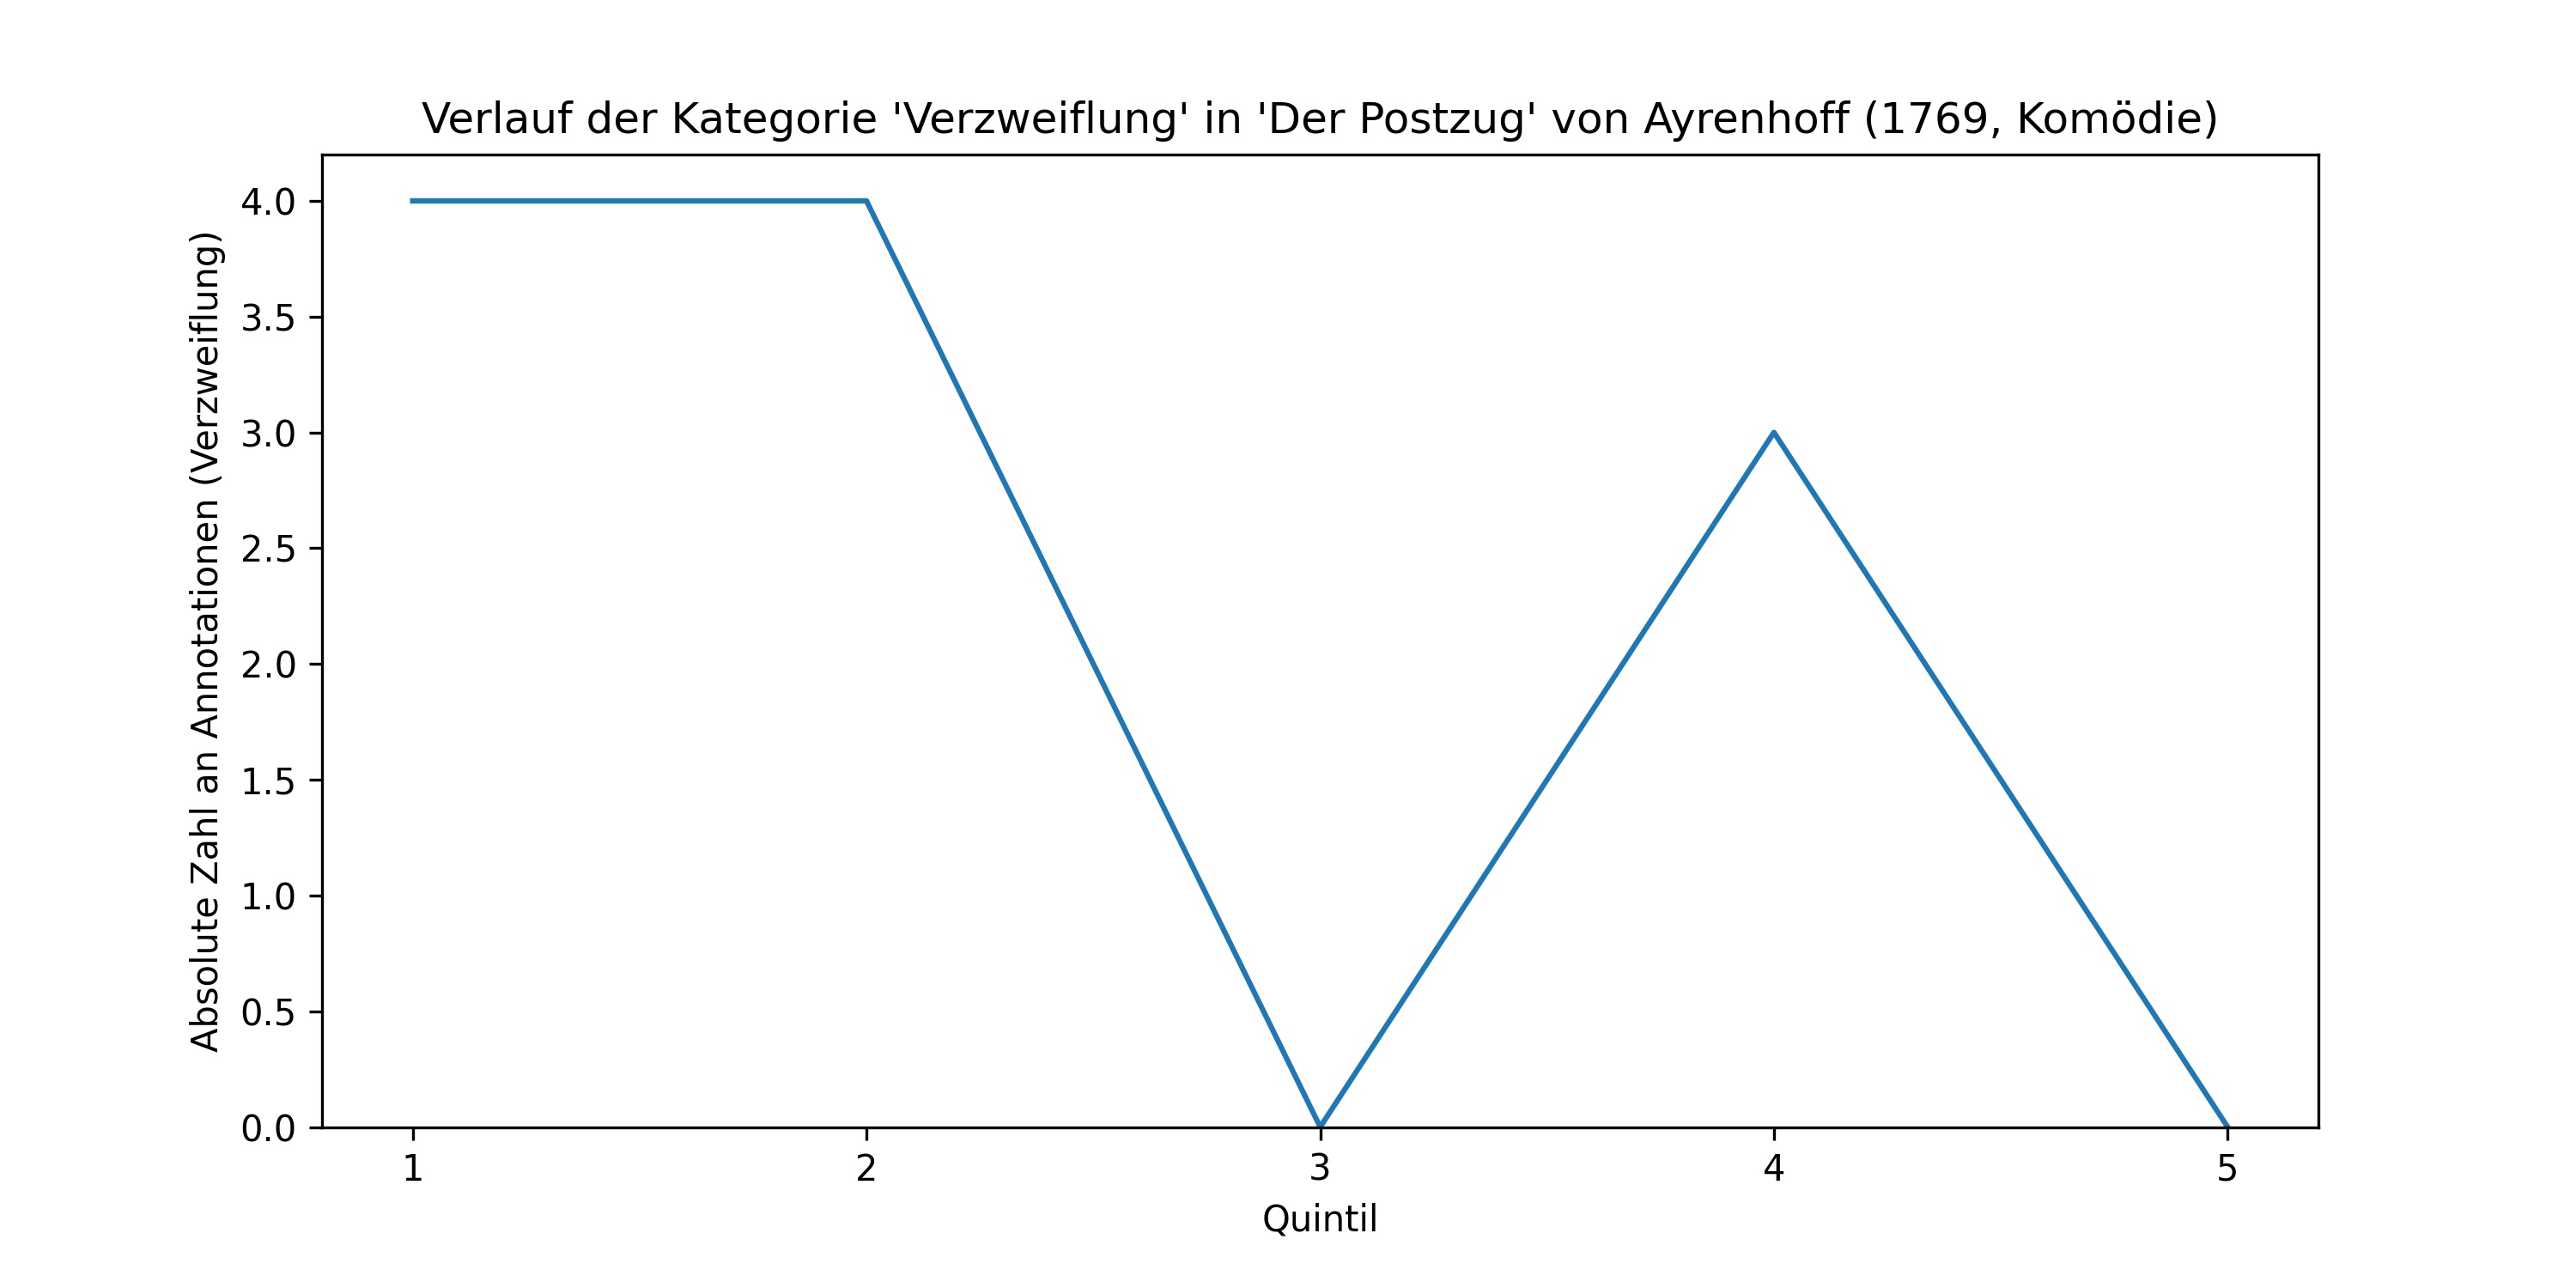 Verlauf der Kategorie 'Verzweiflung' in 'Der Postzug' von Ayrenhoff (1769, Komödie)
Absolute Zahl an Annotationen (Verzweiflung)
4.0
3.5
3.0
2.5
2.0
1.5
1.0
0.5
0.0
1 2 3 4 5
Quintil